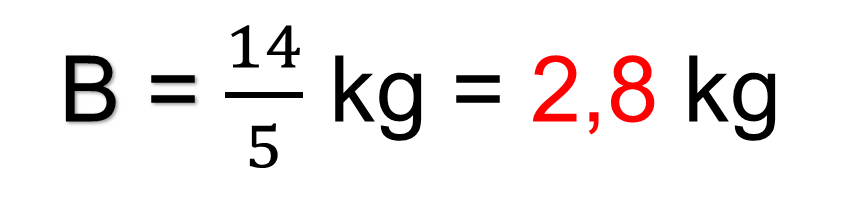 B = 14/5 kg = 2,8 kg